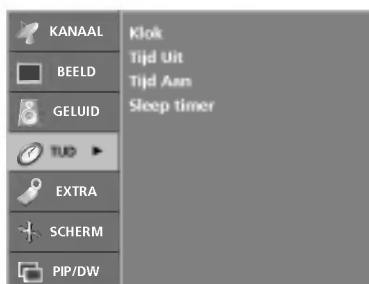 KANAAL
BEELD
GELUID
TIJD
EXTRA
SCHERM
PIP/DW
Klok
Tijd Uit
Tijd Aan
Sleep timer